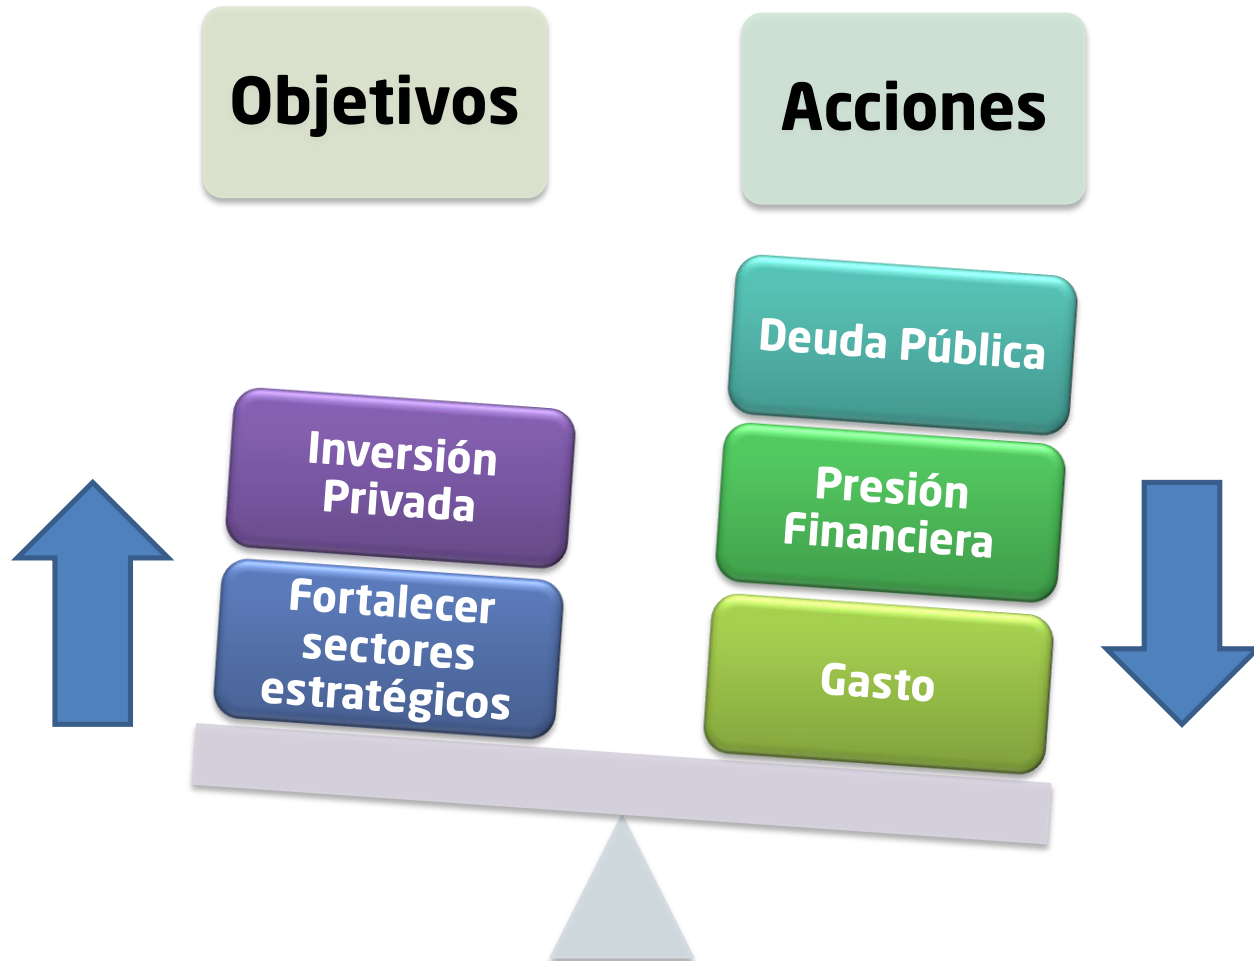 Objetivos
Acciones
Deuda Pública
Inversión
Privada
Presión
Financiera
Fortalecer
sectores
estratégicos
Gasto